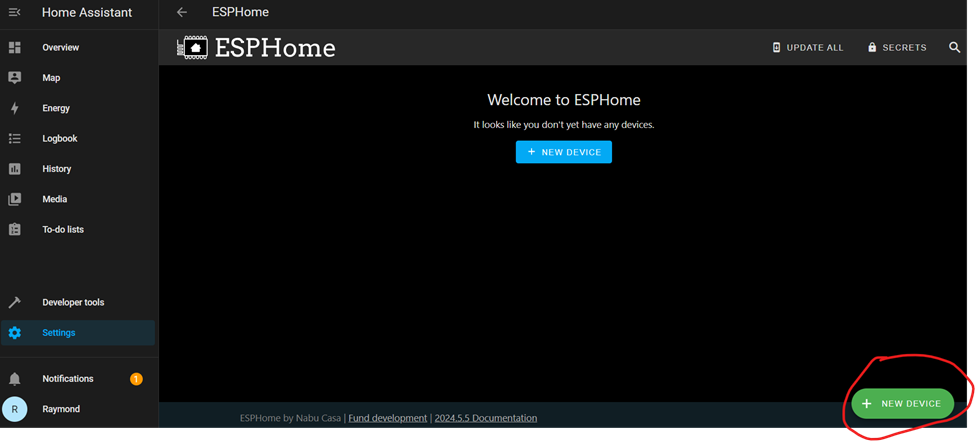 Home Assistant
ESPHome
ESPHome
UPDATE ALL
SECRETS
Overview
Map
Energy
Logbook
History
Media
To-do lists
Developer tools
Settings
Notifications
1
R
Raymond
Welcome to ESPHome
It looks like you don't yet have any devices.
+ NEW DEVICE
+ NEW DEVICE
ESPHome by Nabu Casa | Fund development | 2024.5.5 Documentation